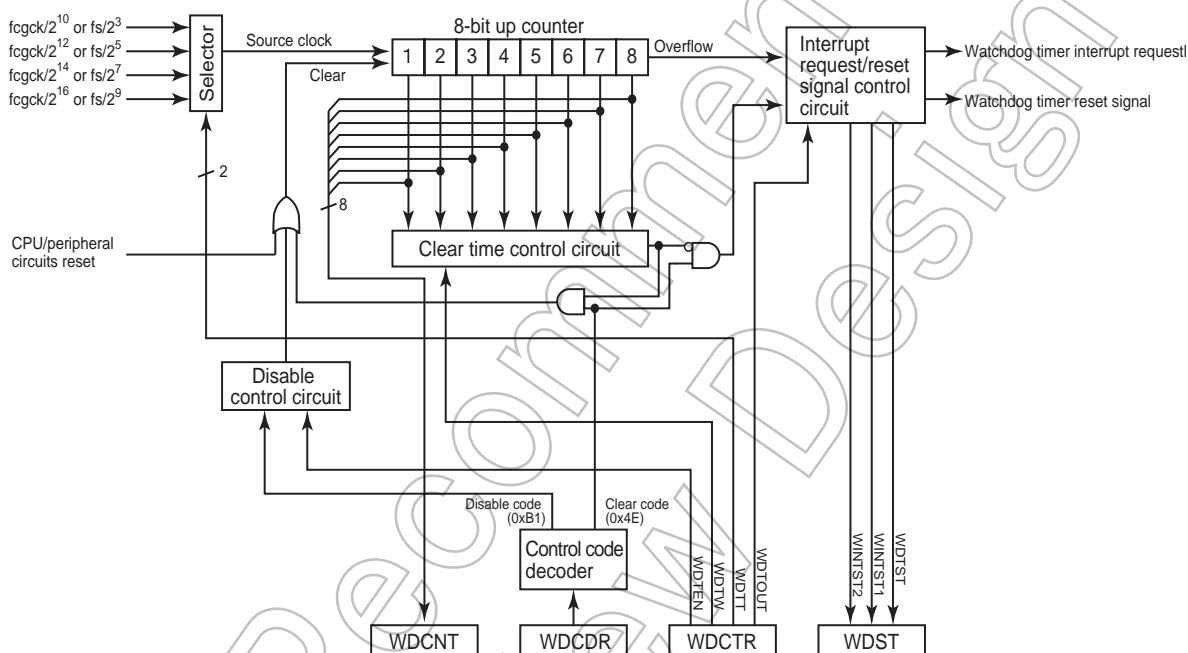 8-bit up counter
fcgck/2^10 or fs/2^3
fcgck/2^12 or fs/2^5
fcgck/2^14 or fs/2^7
fcgck/2^16 or fs/2^9
Selector
Source clock
Clear
1 2 3 4 5 6 7 8
Overflow
Interrupt
request/reset
signal control
circuit
Watchdog timer interrupt request
Watchdog timer reset signal
2
8
CPU/peripheral
circuits reset
Clear time control circuit
Disable
control circuit
Disable code
(0xB1)
Clear code
(0x4E)
Control code
decoder
WDTEN
WDTW
WDTT
WDTOUT
WINTST2
WINTST1
WDTST
WDCNT
WDCDR
WDCTR
WDST
Recommen
ew Design